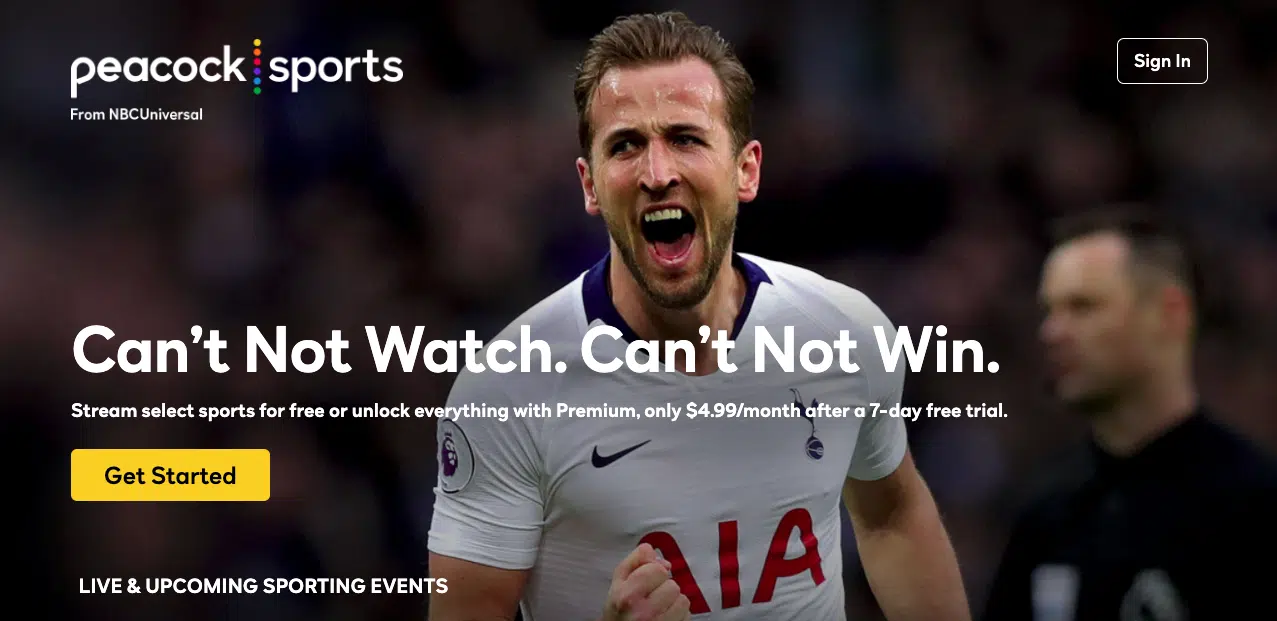 peacock sports
Sign In
From NBCUniversal
Can't Not Watch. Can't Not Win.
Stream select sports for free or unlock everything with Premium, only $4.99/month after a 7-day free trial.
Get Started
AIA
LIVE & UPCOMING SPORTING EVENTS